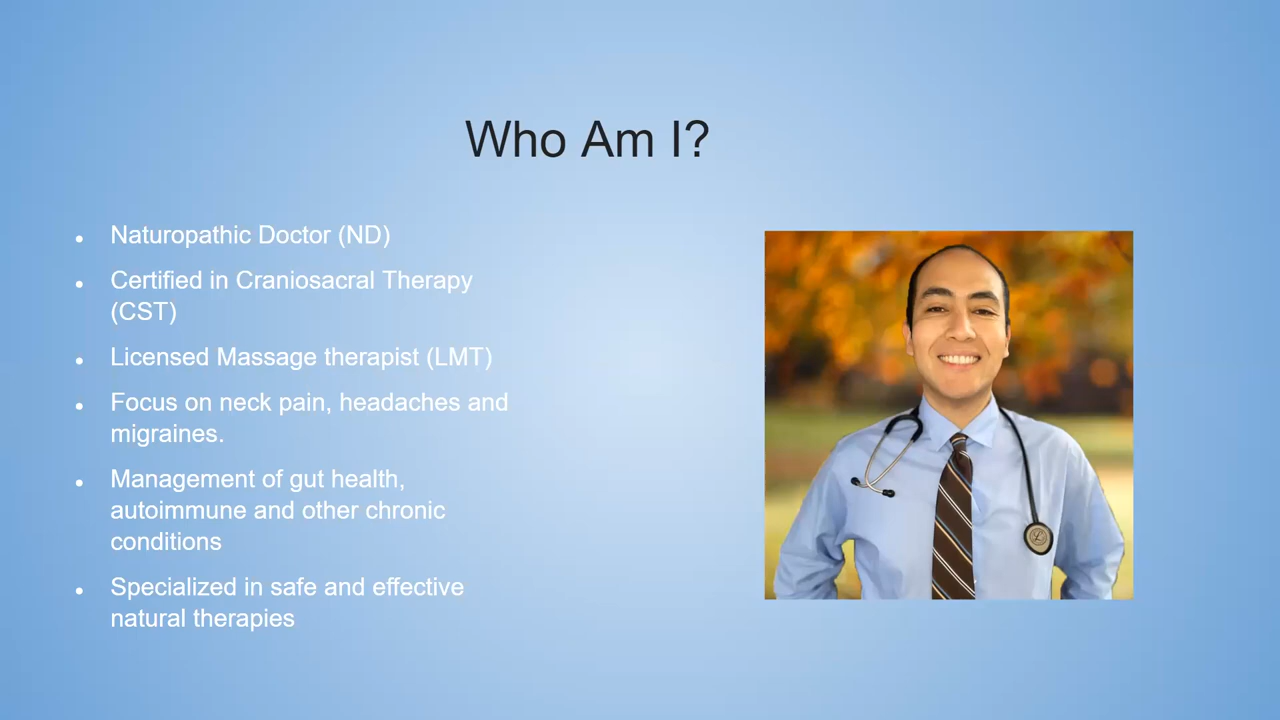 Who Am I?
Naturopathic Doctor (ND)
Certified in Craniosacral Therapy
(CST)
Licensed Massage therapist (LMT)
Focus on neck pain, headaches and
migraines.
Management of gut health,
autoimmune and other chronic
conditions
Specialized in safe and effective
natural therapies